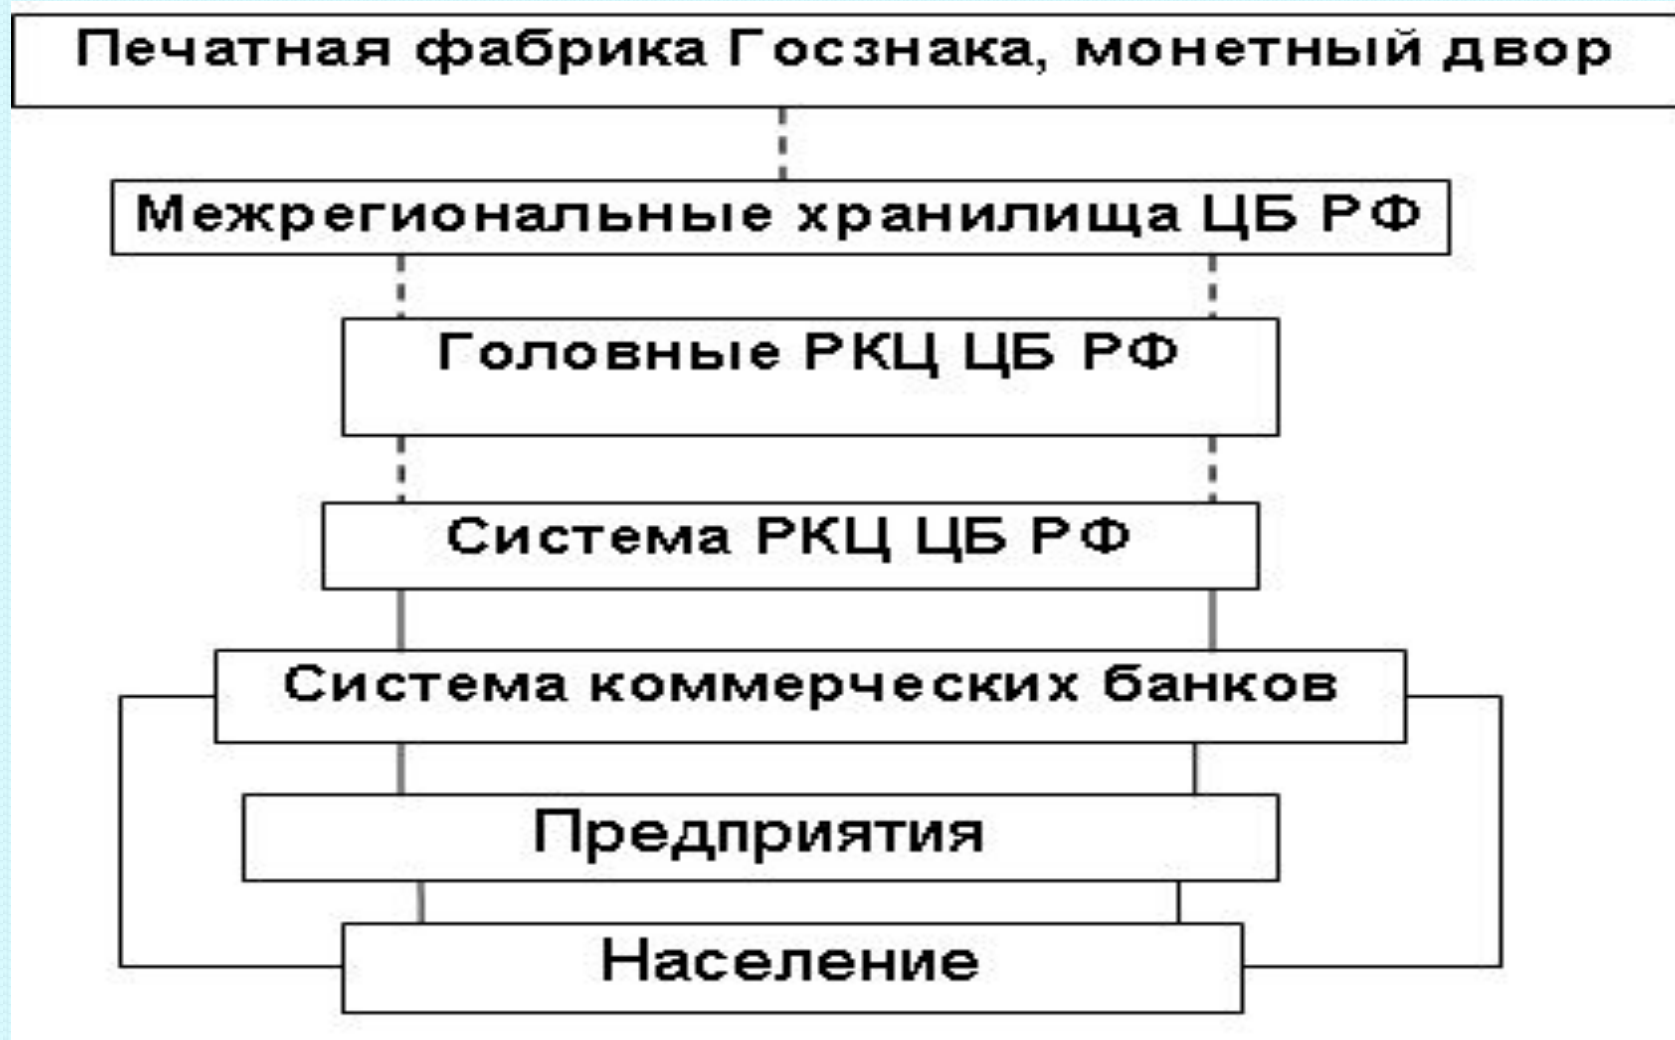 Печатная фабрика Госзнака, монетный двор
Межрегиональные хранилища ЦБ РФ
Головные РКЦ ЦБ РФ
Система РКЦ ЦБ РФ
Система коммерческих банков
Предприятия
Население